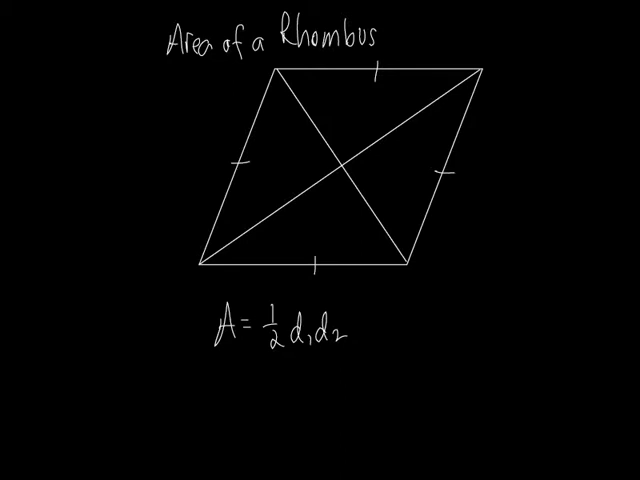 Area of a Rhombus
A = 1/2 d₁d₂